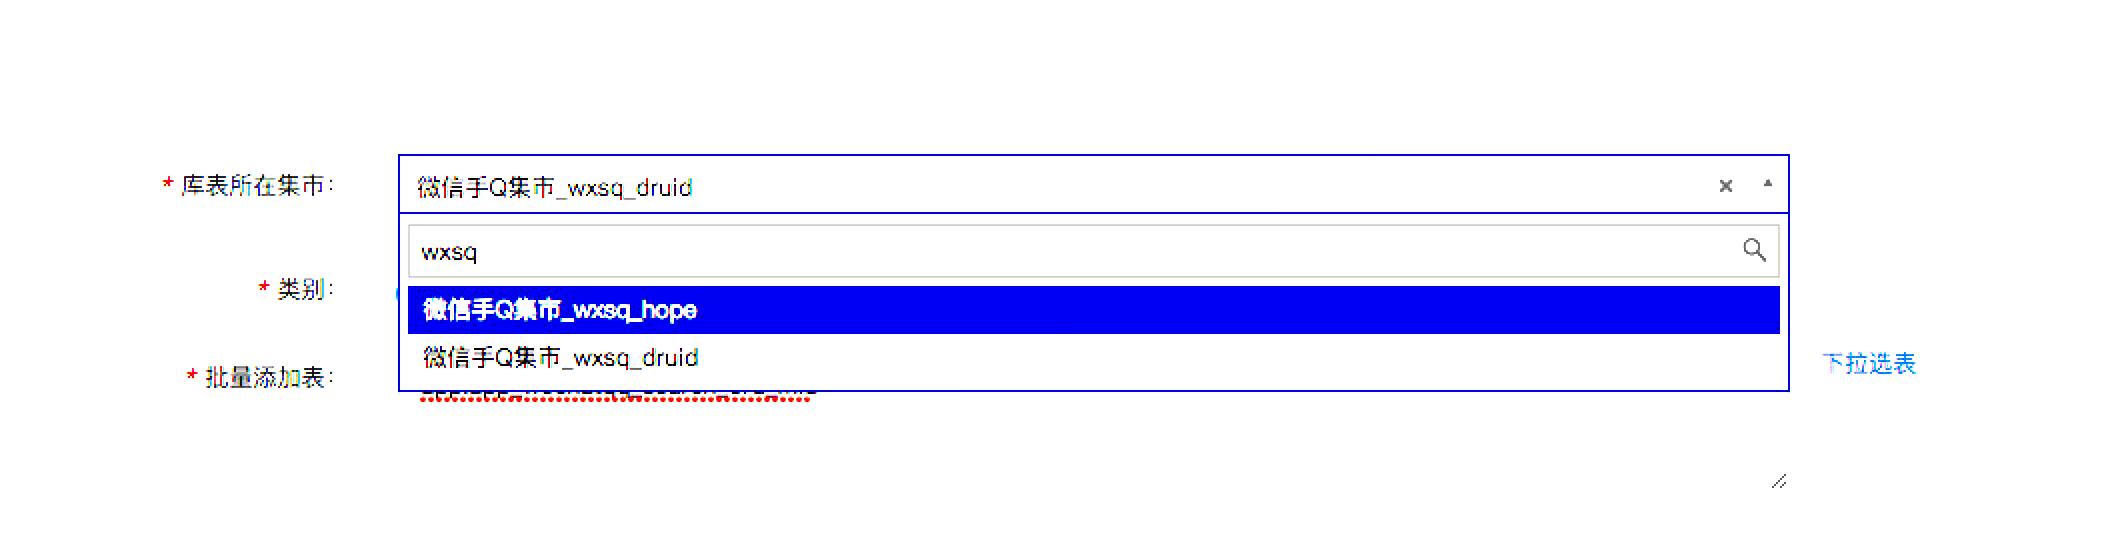 * 库表所在集市: 微信手Q集市_wxsq_druid
wxsq
* 类别:
微信手Q集市_wxsq_hope
微信手Q集市_wxsq_druid
* 批量添加表:
下拉选表